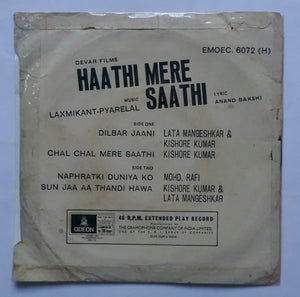 EMOEC. 6072 (H)
DEVAR FILMS
HAATHI MERE
SAATHI
MUSIC
LAXMIKANT-PYARELAL
LYRIC
ANAND BAKSHI
SIDE ONE
DILBAR JAANI LATA MANGESHKAR &
KISHORE KUMAR
CHAL CHAL MERE SAATHI KISHORE KUMAR
SIDE TWO
NAPHRATKI DUNIYA KO MOHD. RAFI
SUN JAA AA THANDI HAWA KISHORE KUMAR &
LATA MANGESHKAR
ODEON
45 R.P.M. EXTENDED PLAY RECORD
THE GRAMOPHONE COMPANY OF INDIA LIMITED,